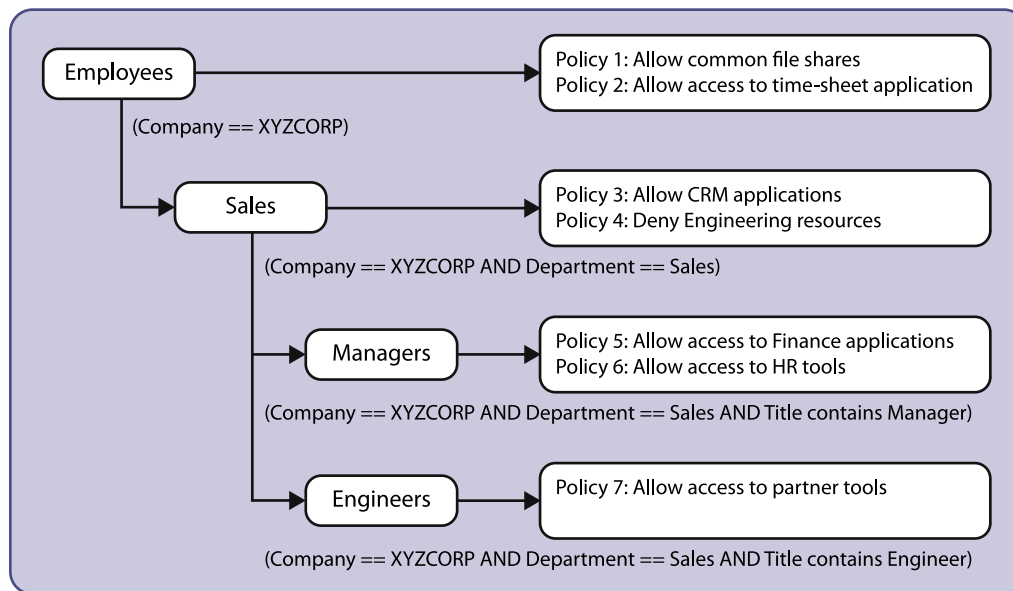 Employees
Policy 1: Allow common file shares
Policy 2: Allow access to time-sheet application
(Company == XYZCORP)
Sales
Policy 3: Allow CRM applications
Policy 4: Deny Engineering resources
(Company == XYZCORP AND Department == Sales)
Managers
Policy 5: Allow access to Finance applications
Policy 6: Allow access to HR tools
(Company == XYZCORP AND Department == Sales AND Title contains Manager)
Engineers
Policy 7: Allow access to partner tools
(Company == XYZCORP AND Department == Sales AND Title contains Engineer)